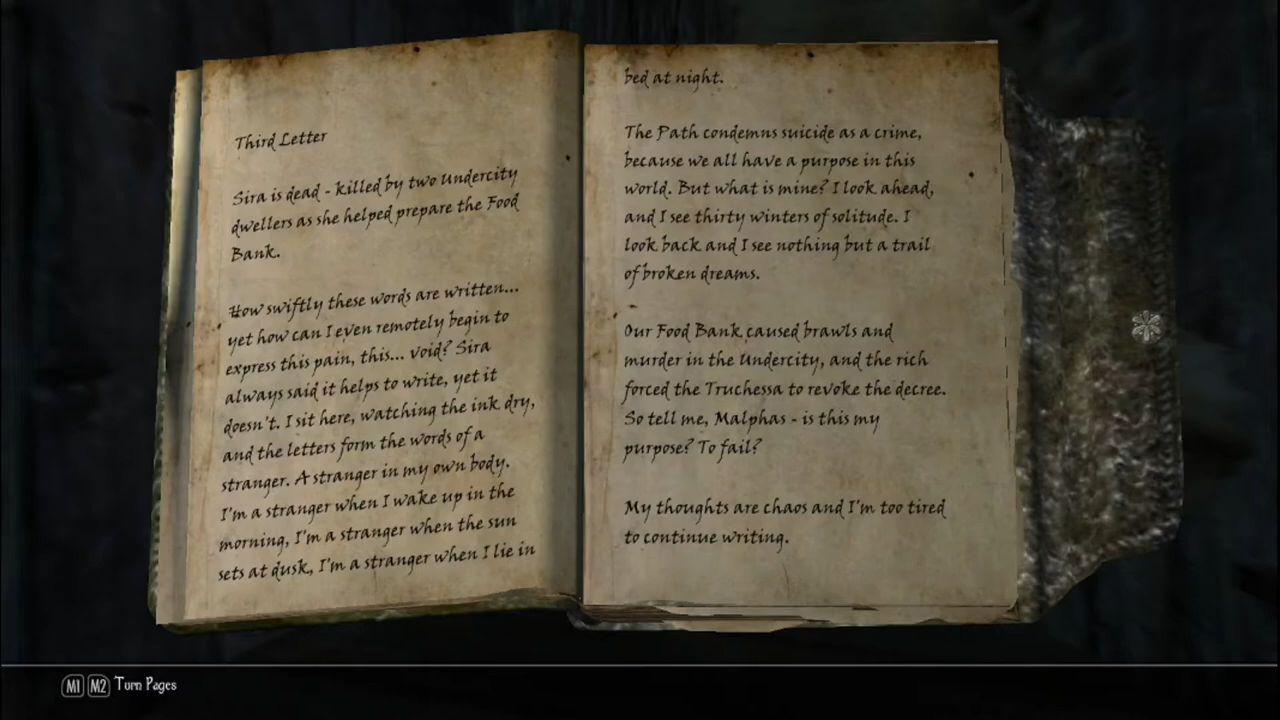 Third Letter
Sira is dead - killed by two Undercity
dwellers as she helped prepare the Food
Bank.
How swiftly these words are written...
yet how can I even remotely begin to
express this pain, this... void? Sira
always said it helps to write, yet it
doesn't. I sit here, watching the ink dry,
and the letters form the words of a
stranger. A stranger in my own body.
I'm a stranger when I wake up in the
morning, I'm a stranger when the sun
sets at dusk, I'm a stranger when I lie in
bed at night.
The Path condemns suicide as a crime,
because we all have a purpose in this
world. But what is mine? I look ahead,
and I see thirty winters of solitude. I
look back and I see nothing but a trail
of broken dreams.
Our Food Bank caused brawls and
murder in the Undercity, and the rich
forced the Truchessa to revoke the decree.
So tell me, Malphas - is this my
purpose? To fail?
My thoughts are chaos and I'm too tired
to continue writing.
M1 M2 Turn Pages